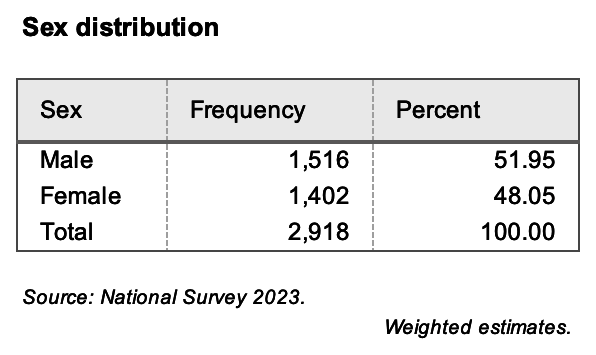 Sex distribution
Sex Frequency Percent
Male 1,516 51.95
Female 1,402 48.05
Total 2,918 100.00
Source: National Survey 2023.
Weighted estimates.